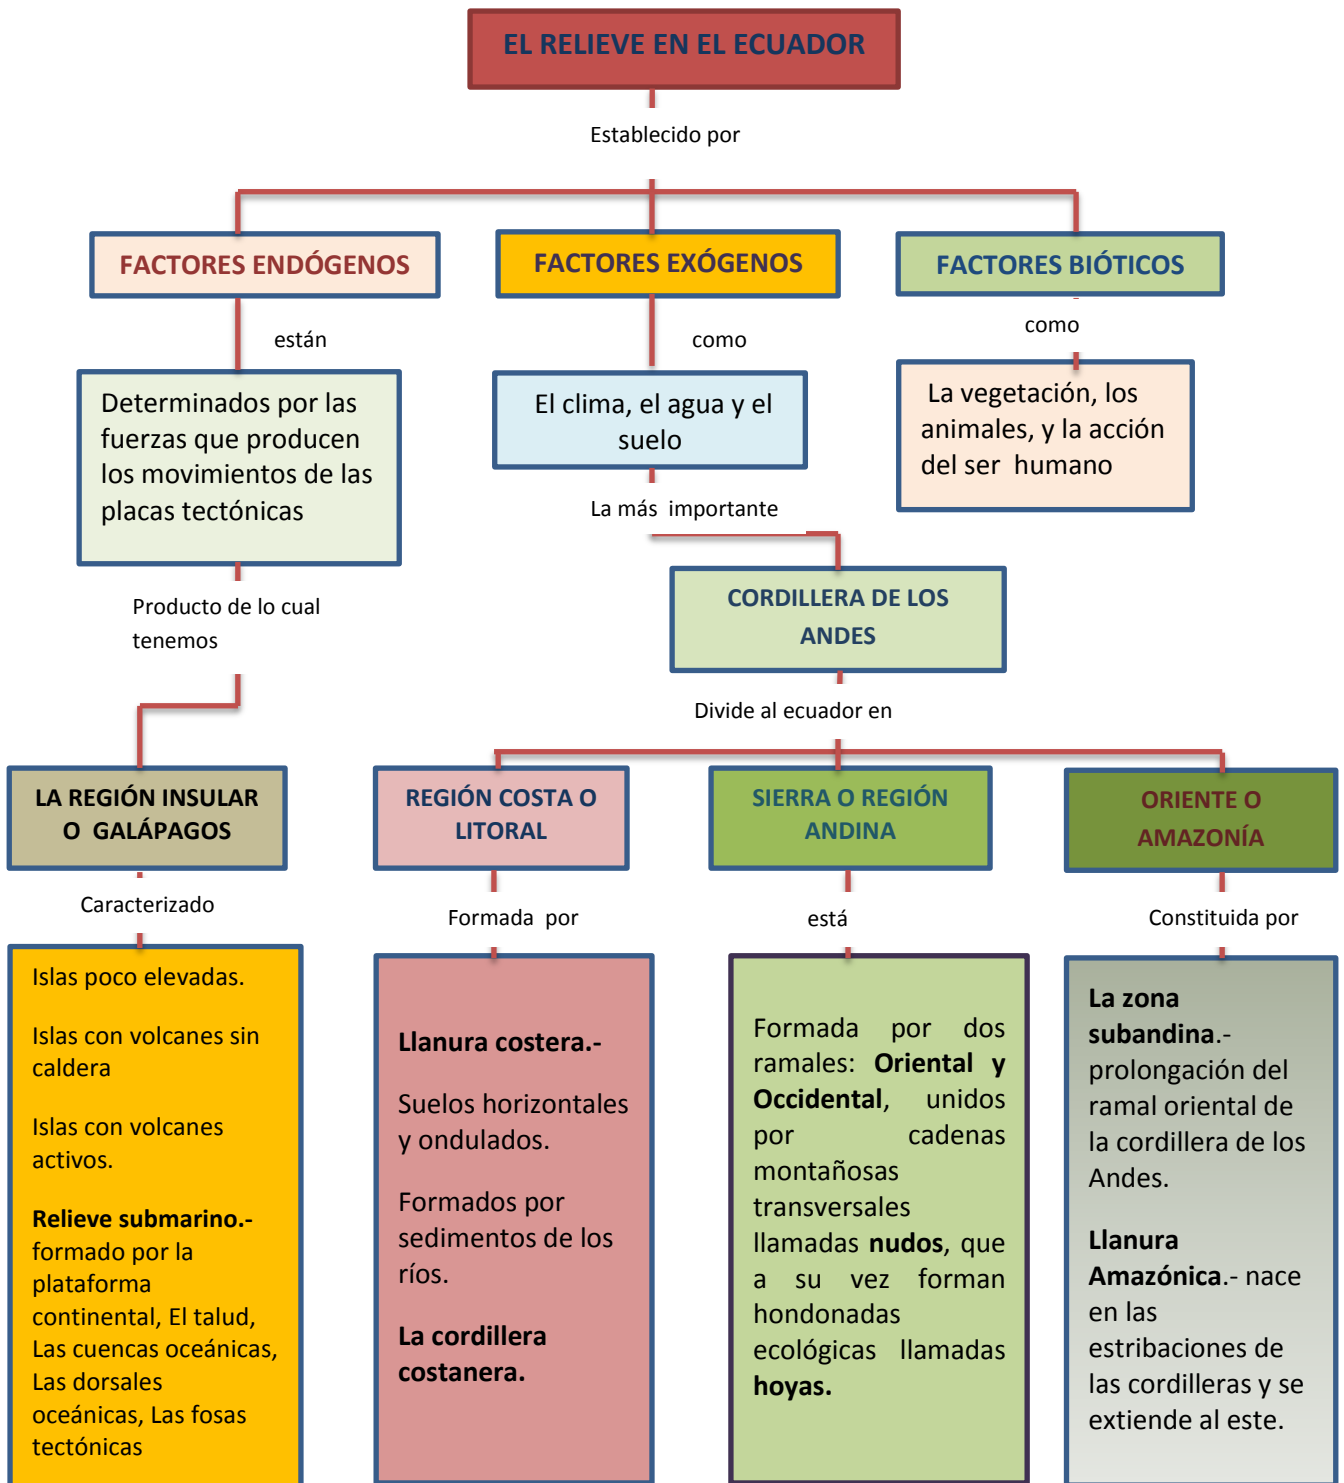 EL RELIEVE EN EL ECUADOR
Establecido por
FACTORES ENDÓGENOS
FACTORES EXÓGENOS
FACTORES BIÓTICOS
están
como
como
Determinados por las
fuerzas que producen
los movimientos de las
placas tectónicas
El clima, el agua y el
suelo
La vegetación, los
animales, y la acción
del ser humano
La más importante
Producto de lo cual
tenemos
CORDILLERA DE LOS
ANDES
Divide al ecuador en
LA REGIÓN INSULAR
O GALÁPAGOS
REGIÓN COSTA O
LITORAL
SIERRA O REGIÓN
ANDINA
ORIENTE O
AMAZONÍA
Caracterizado
Formada por
está
Constituida por
Islas poco elevadas.
Islas con volcanes sin
caldera
Islas con volcanes
activos.
Relieve submarino.-
formado por la
plataforma
continental, El talud,
Las cuencas oceánicas,
Las dorsales
oceánicas, Las fosas
tectónicas
Llanura costera.-
Suelos horizontales
y ondulados.
Formados por
sedimentos de los
ríos.
La cordillera
costanera.
Formada por dos
ramales: Oriental y
Occidental, unidos
por cadenas
montañosas
transversales
llamadas nudos, que
a su vez forman
hondonadas
ecológicas llamadas
hoyas.
La zona
subandina.-
prolongación del
ramal oriental de
la cordillera de los
Andes.
Llanura
Amazónica.- nace
en las
estribaciones de
las cordilleras y se
extiende al este.